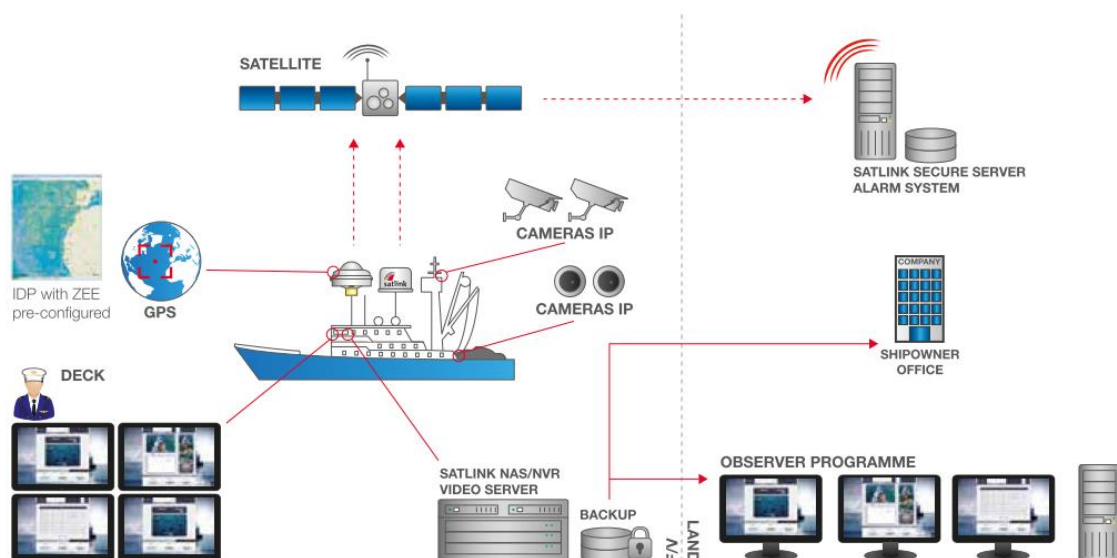 SATELLITE
SATLINK SECURE SERVER
ALARM SYSTEM
CAMERAS IP
IDP with ZEE
pre-configured
GPS
satlink
CAMERAS IP
COMPANY
SHIPOWNER
OFFICE
DECK
SATLINK NAS/NVR
VIDEO SERVER
BACKUP
OBSERVER PROGRAMME
LAND